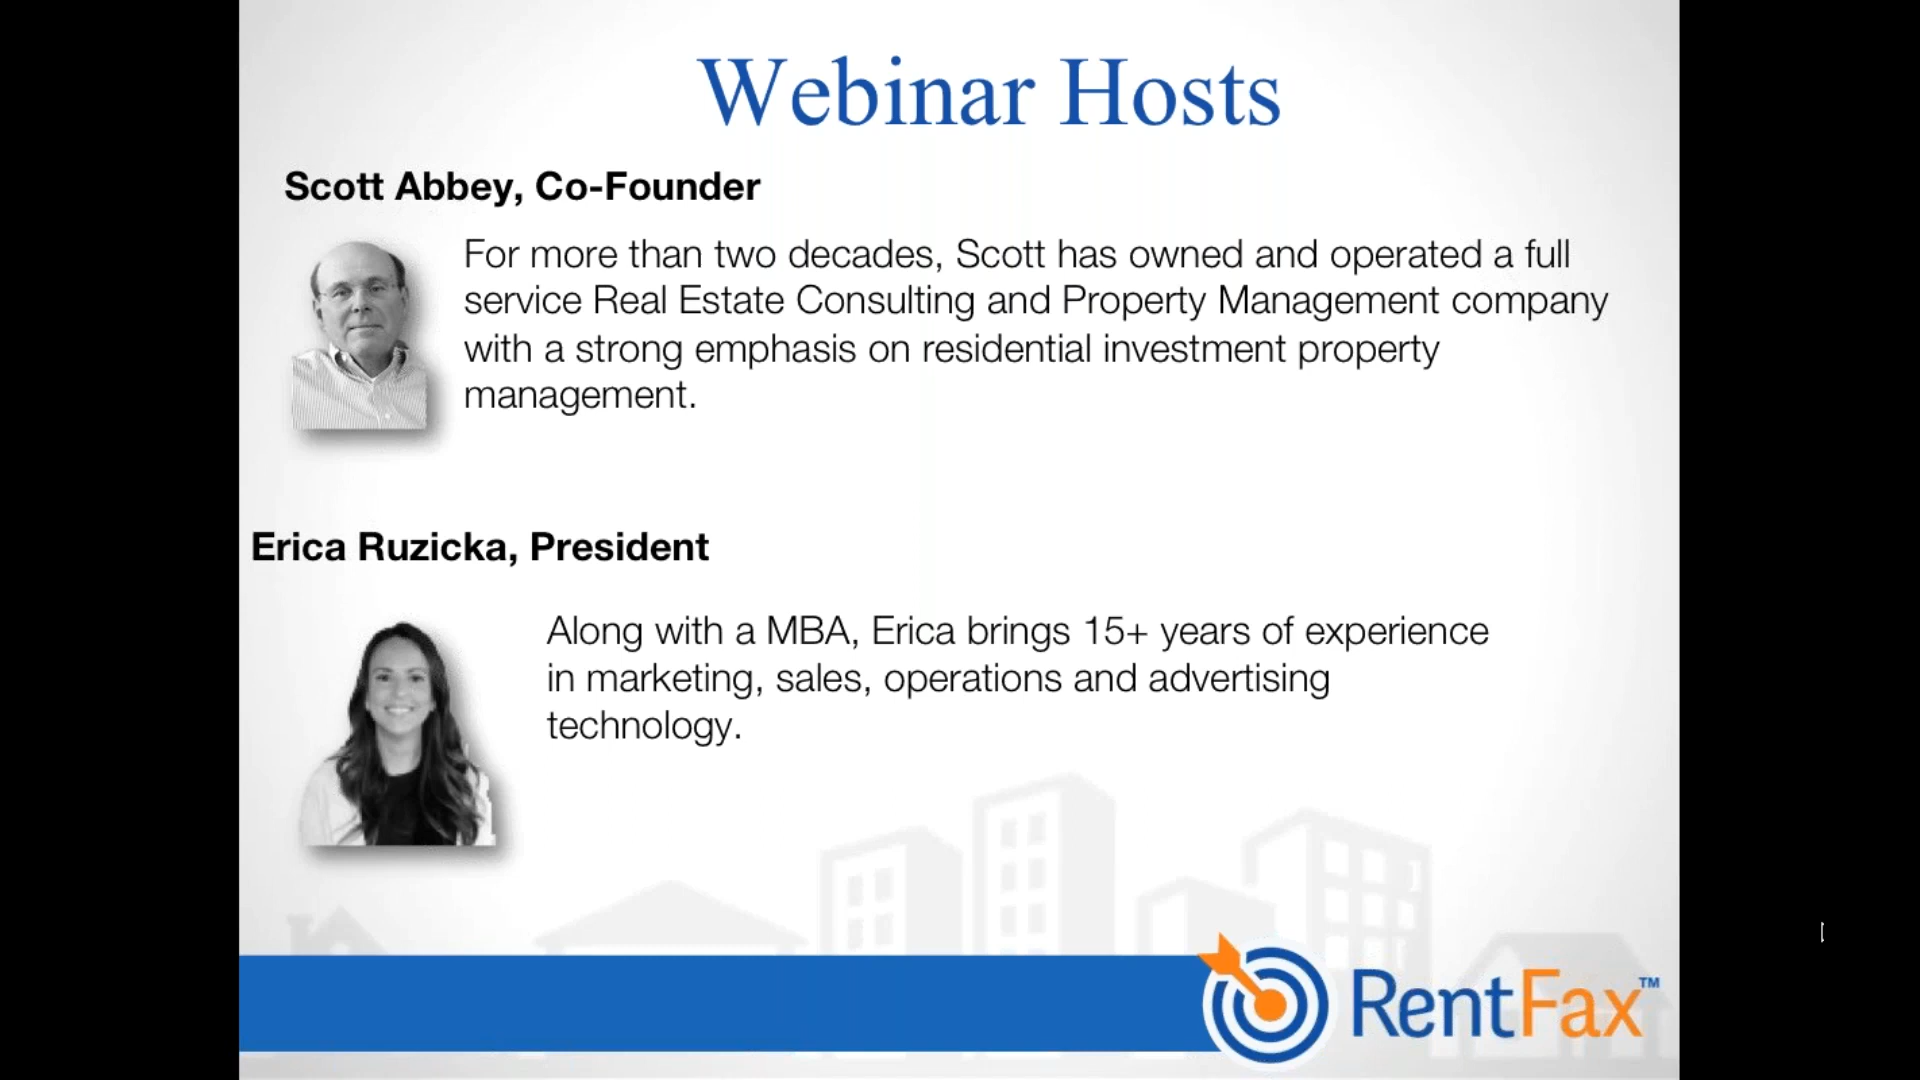 Webinar Hosts
Scott Abbey, Co-Founder
For more than two decades, Scott has owned and operated a full
service Real Estate Consulting and Property Management company
with a strong emphasis on residential investment property
management.
Erica Ruzicka, President
Along with a MBA, Erica brings 15+ years of experience
in marketing, sales, operations and advertising
technology.
RentFax™